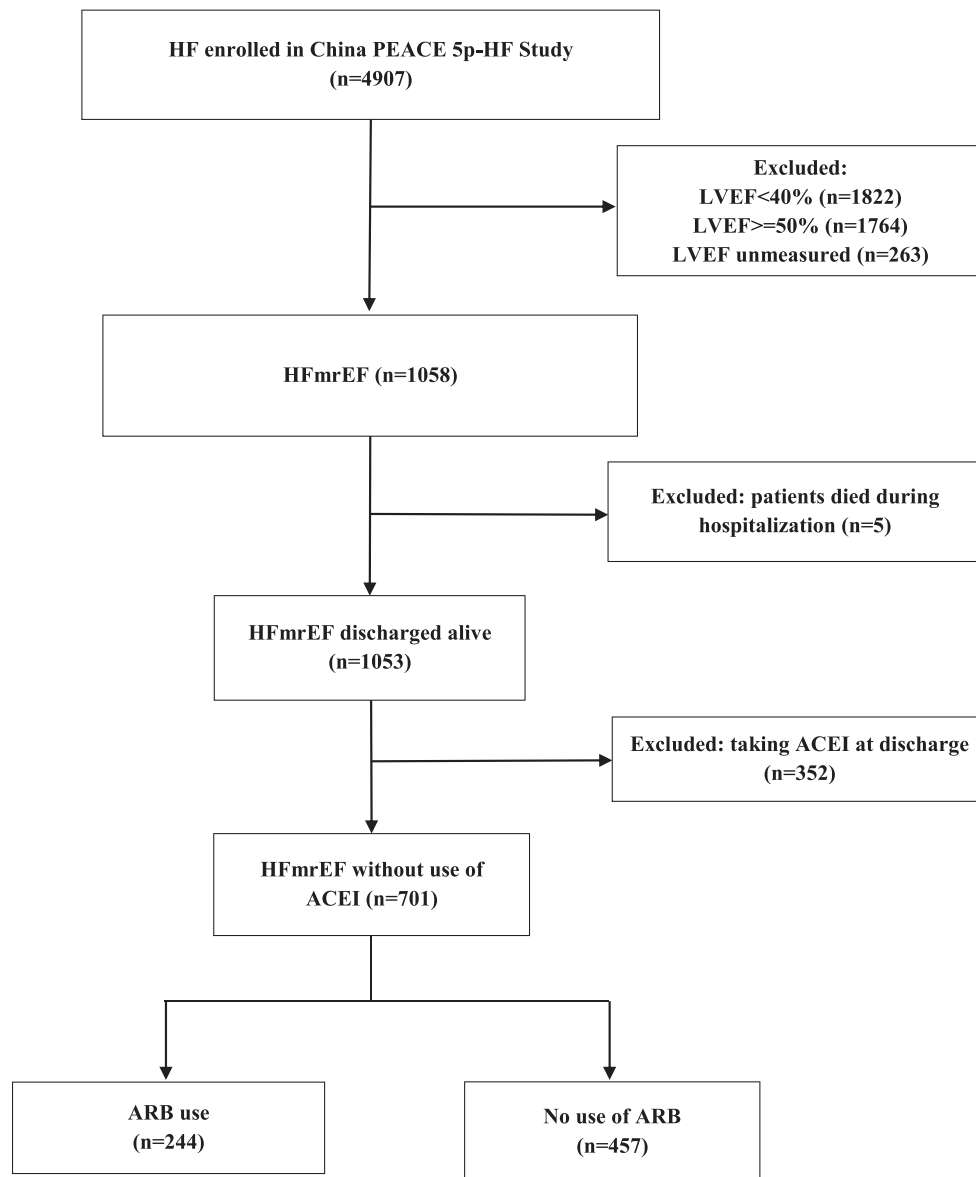 HF enrolled in China PEACE 5p-HF Study
(n=4907)
Excluded:
LVEF<40% (n=1822)
LVEF>=50% (n=1764)
LVEF unmeasured (n=263)
HFmrEF (n=1058)
Excluded: patients died during
hospitalization (n=5)
HFmrEF discharged alive
(n=1053)
Excluded: taking ACEI at discharge
(n=352)
HFmrEF without use of
ACEI (n=701)
ARB use
(n=244)
No use of ARB
(n=457)